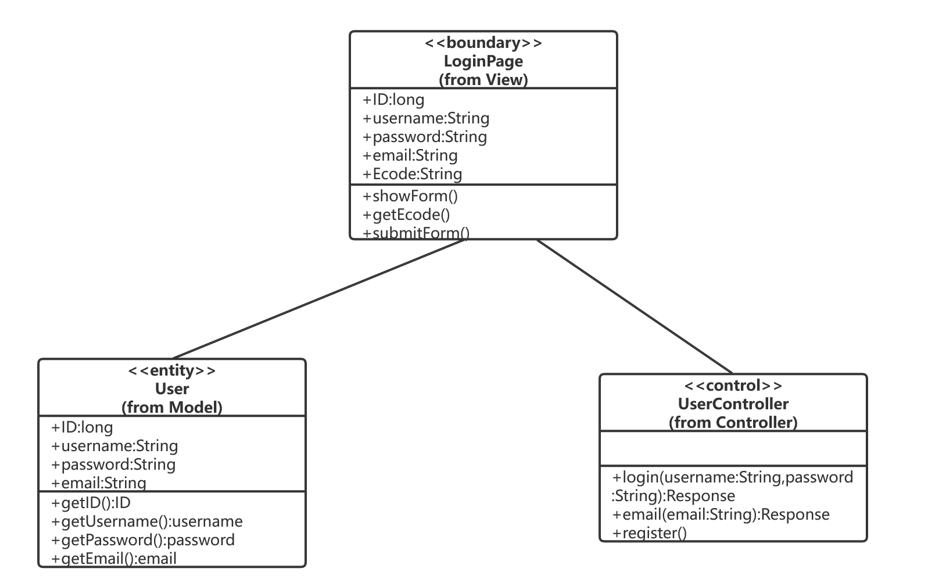 <<boundary>>
LoginPage
(from View)
+ID:long
+username:String
+password:String
+email:String
+Ecode:String
+showForm()
+getEcode()
+submitForm()
<<entity>>
User
(from Model)
+ID:long
+username:String
+password:String
+email:String
+getID():ID
+getUsername():username
+getPassword():password
+getEmail():email
<<control>>
UserController
(from Controller)
+login(username:String,password
:String):Response
+email(email:String):Response
+register()